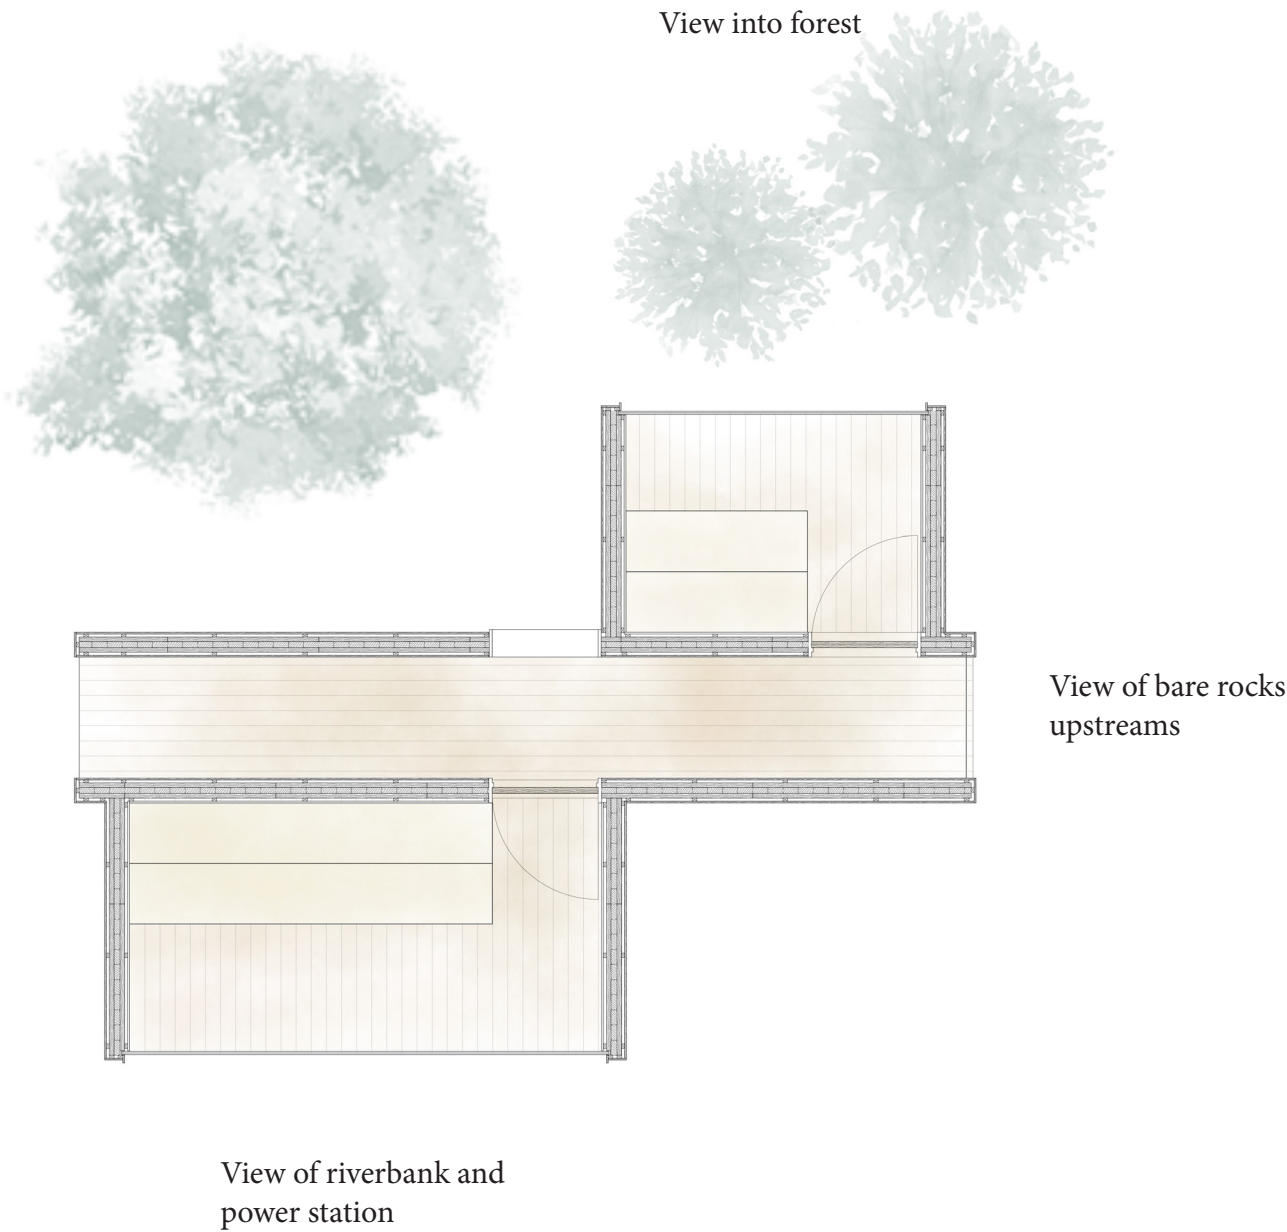 View into forest
View of bare rocks
upstreams
View of riverbank and
power station